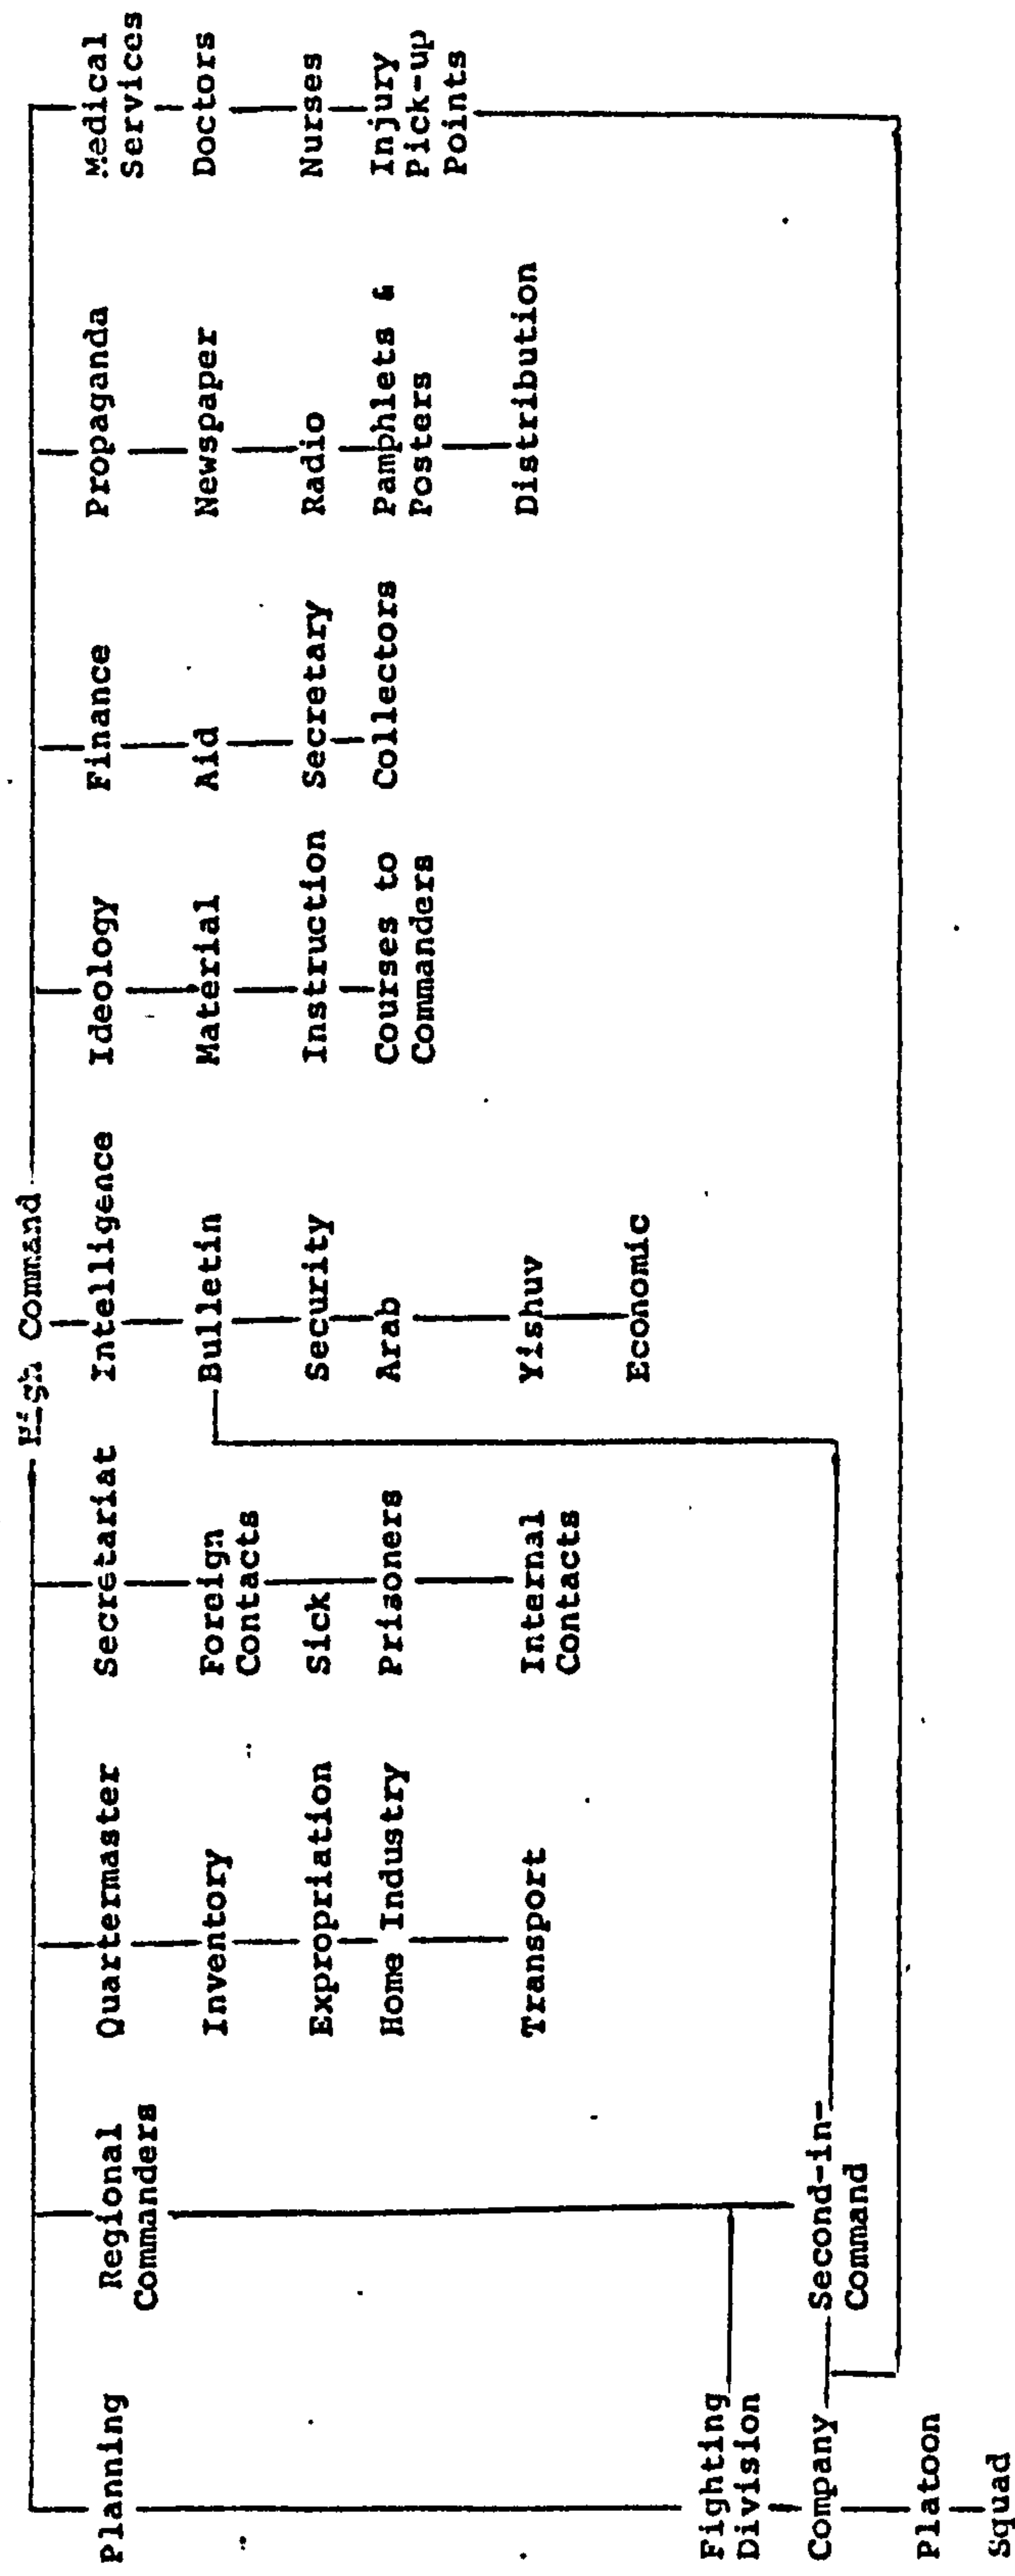 High Command
Planning
Regional
Commanders
Quartermaster
Secretariat
Intelligence
Ideology
Finance
Propaganda
Medical
Services
Inventory
Foreign
Contacts
Bulletin
Material
Aid
Newspaper
Doctors
Expropriation
Sick
Security
Instruction
Secretary
Radio
Nurses
Home Industry
Prisoners
Arab
Courses to
Commanders
Collectors
Pamphlets &
Posters
Injury
Pick-up
Points
Transport
Internal
Contacts
Yishuv
Distribution
Economic
Fighting
Division
Company
Second-in-
Command
Platoon
Squad